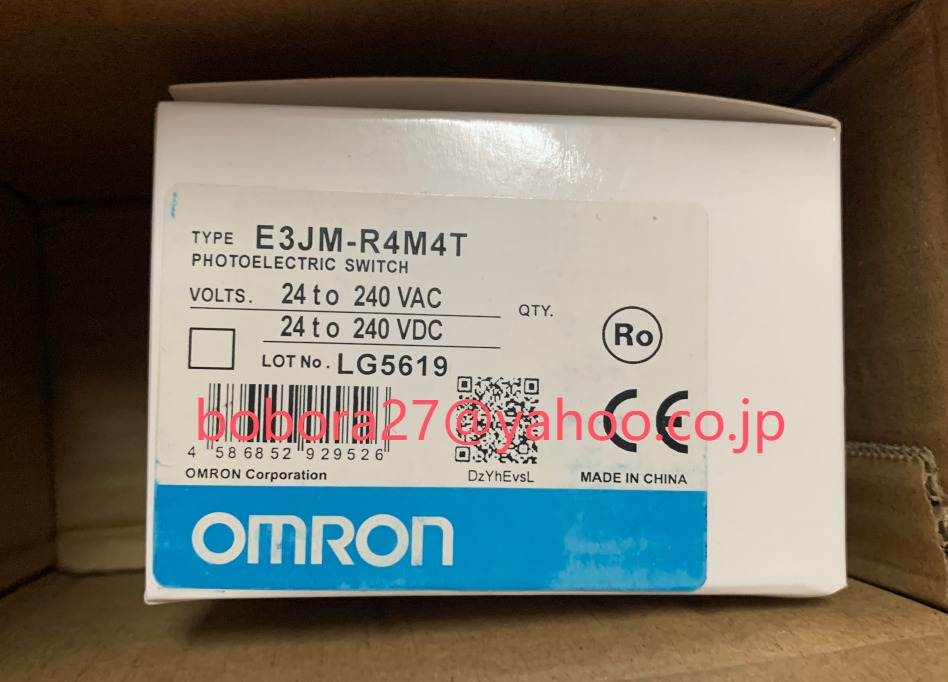 TYPE E3JM-R4M4T
PHOTOELECTRIC SWITCH
VOLTS. 24 to 240 VAC
24 to 240 VDC
QTY.
LOT No. LG5619
Ro
bobora27@yahoo.co.jp
CE
4 586852 929526
DzYhEvsL
OMRON Corporation
MADE IN CHINA
OMRON